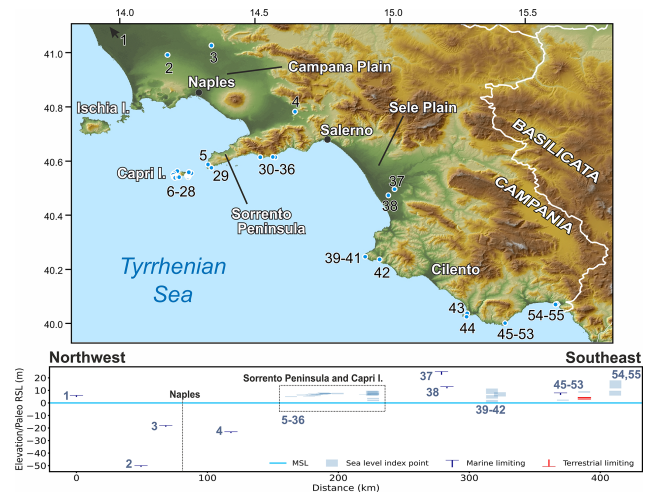 14.0 14.5 15.0 15.5
41.0
40.8
40.6
40.4
40.2
40.0
1
2
3
Campana Plain
Naples
Ischia I.
4
Sele Plain
Salerno
BASILICATA
CAMPANIA
5
Capri I.
29
30-36
6-28
37
38
Sorrento
Peninsula
39-41
42
Cilento
Tyrrhenian
Sea
43
44
45-53
54-55
Northwest Southeast
Elevation/Paleo RSL (m)
20
10
0
−10
−20
−30
−40
−50
1
2
3
4
Naples
Sorrento Peninsula and Capri I.
5-36
37
38
39-42
45-53
54,55
MSL Sea level index point Marine limiting Terrestrial limiting
0 100 200 300 400
Distance (km)